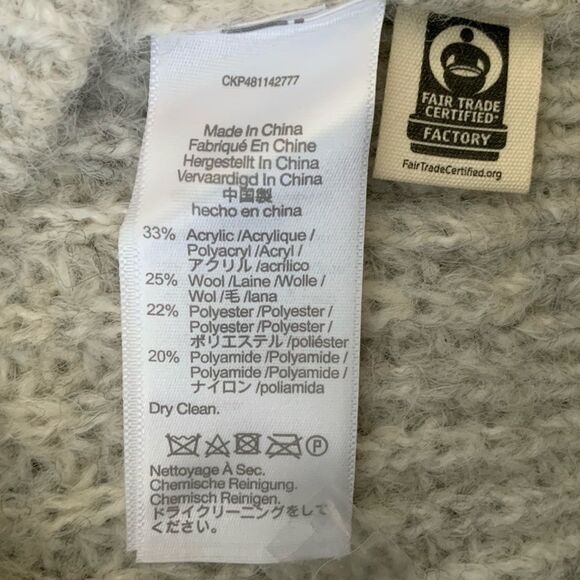 CKP481142777
Made In China
Fabriqué En Chine
Hergestellt In China
Vervaardigd In China
中国製
hecho en china
33% Acrylic /Acrylique /
Polyacryl /Acryl /
アクリル /acrílico
25% Wool /Laine /Wolle /
Wol /毛 /lana
22% Polyester /Polyester /
Polyester /Polyester /
ポリエステル /poliéster
20% Polyamide /Polyamide /
Polyamide /Polyamide /
ナイロン /poliamida
Dry Clean.
P
Nettoyage À Sec.
Chemische Reinigung.
Chemisch Reinigen.
ドライクリーニングをして
ください。
FAIR TRADE
CERTIFIED
FACTORY
FairTradeCertified.org